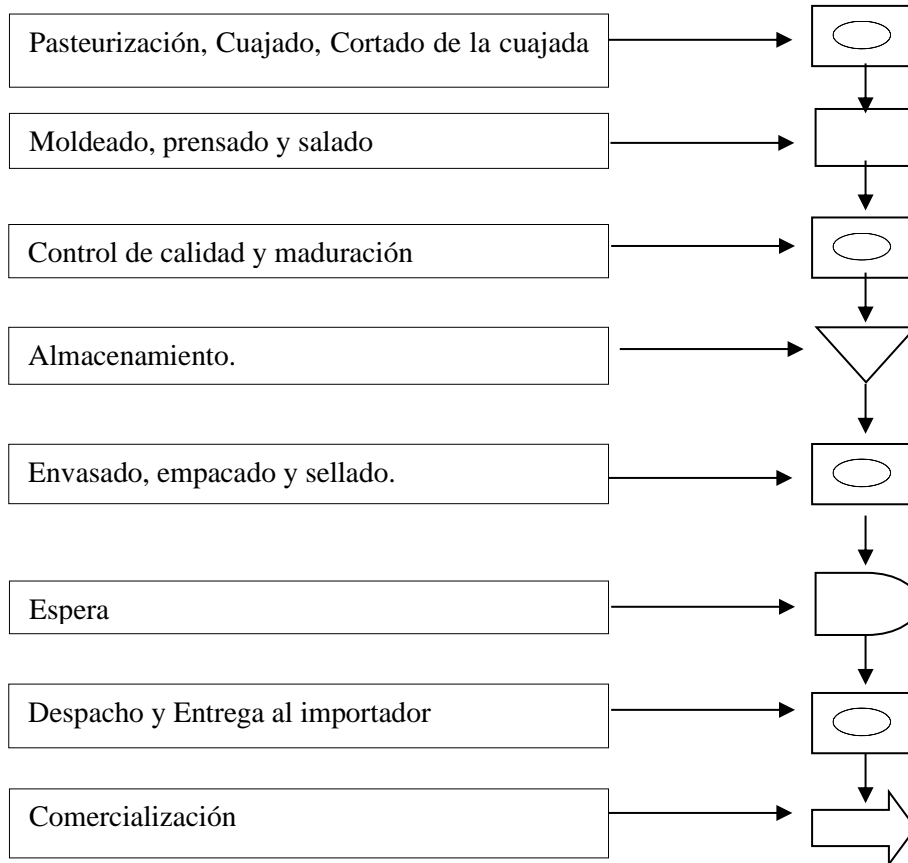 Pasteurización, Cuajado, Cortado de la cuajada
Moldeado, prensado y salado
Control de calidad y maduración
Almacenamiento.
Envasado, empacado y sellado.
Espera
Despacho y Entrega al importador
Comercialización